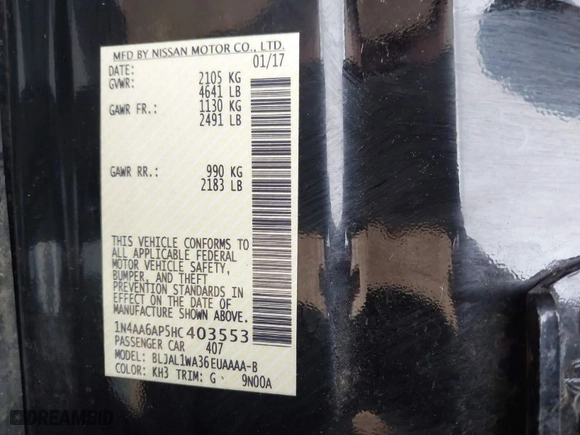 MFD BY NISSAN MOTOR CO., LTD.
DATE: 01/17
GVWR: 2105 KG
4641 LB
GAWR FR.: 1130 KG
2491 LB
GAWR RR.: 990 KG
2183 LB
THIS VEHICLE CONFORMS TO
ALL APPLICABLE FEDERAL
MOTOR VEHICLE SAFETY,
BUMPER, AND THEFT
PREVENTION STANDARDS IN
EFFECT ON THE DATE OF
MANUFACTURE SHOWN ABOVE.
1N4AA6AP5HC403553
PASSENGER CAR 407
MODEL: BLJAL1WA36EUAAAA-B
COLOR: KH3 TRIM: G 9N00A
DREAMBID